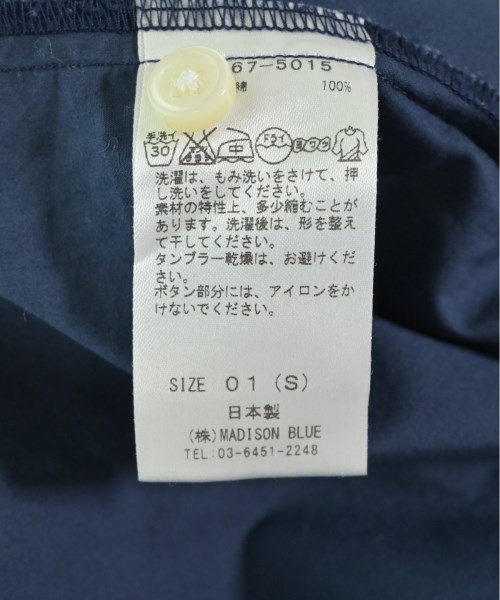 67-5015
綿 100%
手洗イ
30 中 ドライ ヨワク
洗濯は、もみ洗いをさけて、押
し洗いをしてください。
素材の特性上、多少縮むことが
あります。洗濯後は、形を整え
て干してください。
タンブラー乾燥は、お避けくだ
さい。
ボタン部分には、アイロンをか
けないでください。
SIZE 01 (S)
日本製
(株) MADISON BLUE
TEL:03-6451-2248